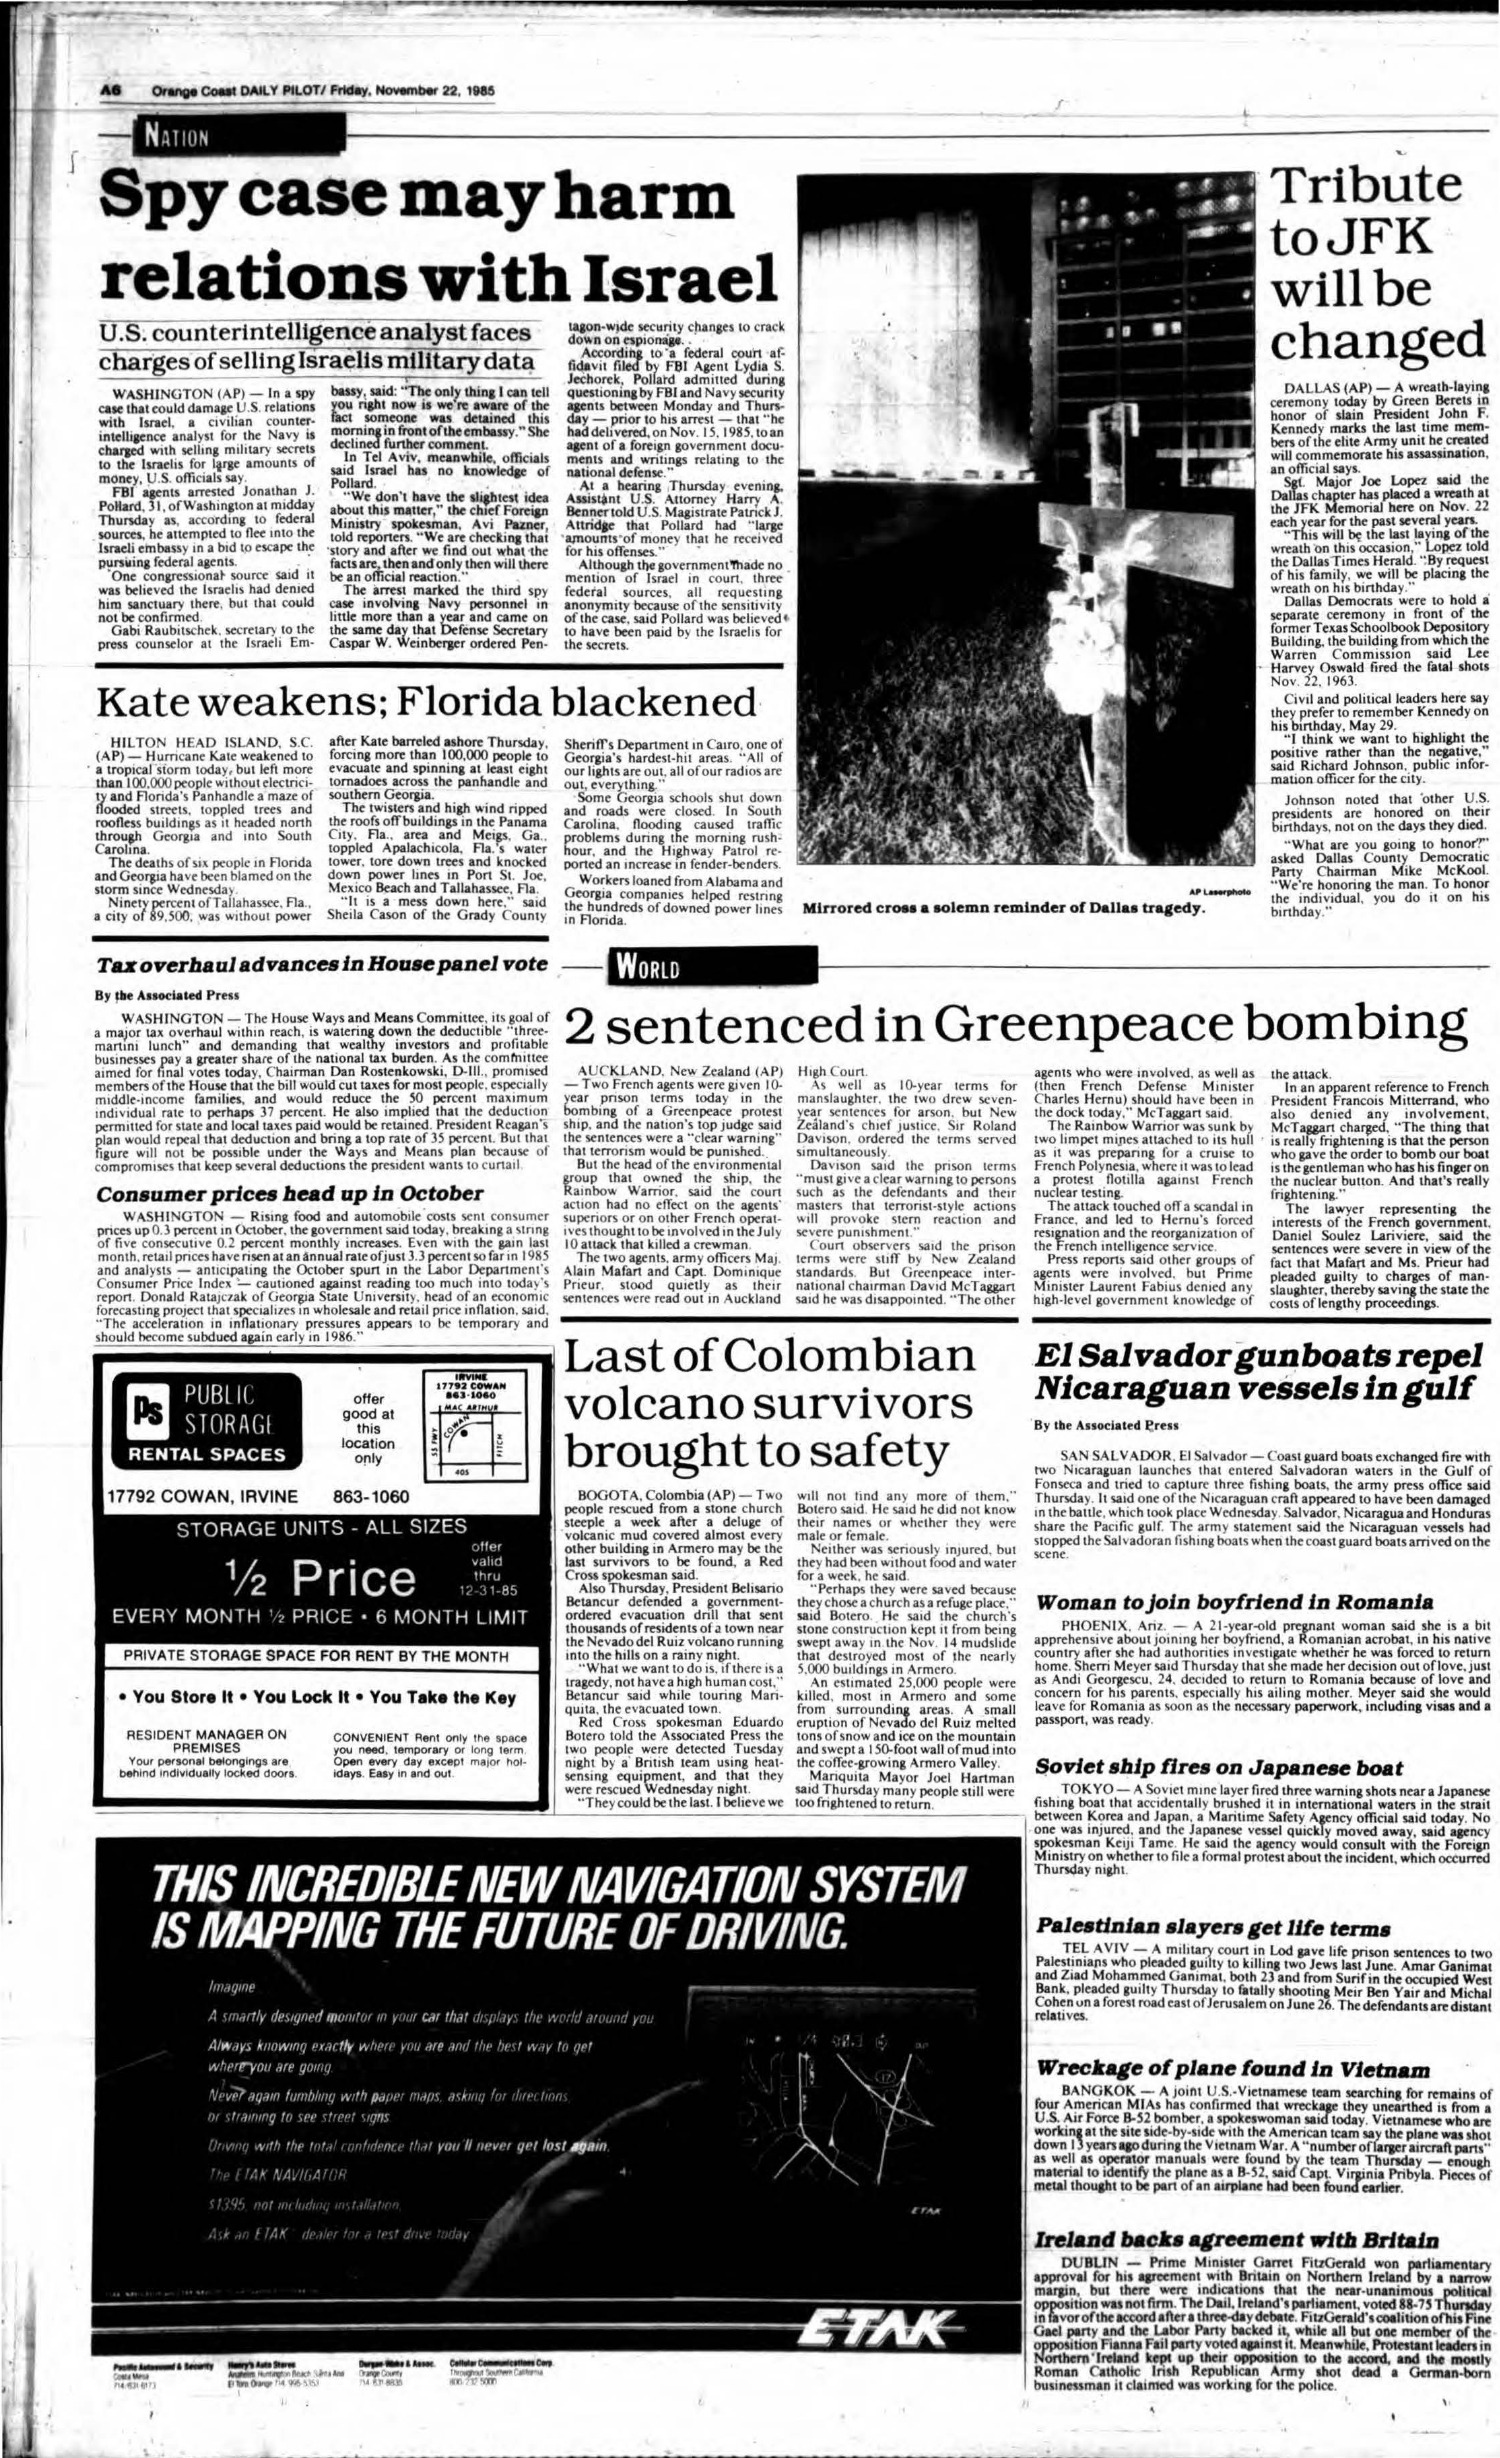 A6 Orange Coast DAILY PILOT/ Friday, November 22, 1985
NATION
Spy case may harm
relations with Israel
U.S. counterintelligence analyst faces
charges of selling Israelis military data
WASHINGTON (AP) — In a spy
case that could damage U.S. relations
with Israel, a civilian counter-
intelligence analyst for the Navy is
charged with selling military secrets
to the Israelis for large amounts of
money, U.S. officials say.
FBI agents arrested Jonathan J.
Pollard, 31, of Washington at midday
Thursday as, according to federal
sources, he attempted to flee into the
Israeli embassy in a bid to escape the
pursuing federal agents.
One congressional source said it
was believed the Israelis had denied
him sanctuary there, but that could
not be confirmed.
Gabi Raubitschek, secretary to the
press counselor at the Israeli Em-
bassy, said: "The only thing I can tell
you right now is we're aware of the
fact someone was detained this
morning in front of the embassy." She
declined further comment.
In Tel Aviv, meanwhile, officials
said Israel has no knowledge of
Pollard.
"We don't have the slightest idea
about this matter," the chief Foreign
Ministry spokesman, Avi Pazner,
told reporters. "We are checking that
story and after we find out what the
facts are, then and only then will there
be an official reaction."
The arrest marked the third spy
case involving Navy personnel in
little more than a year and came on
the same day that Defense Secretary
Caspar W. Weinberger ordered Pen-
tagon-wide security changes to crack
down on espionage.
According to a federal court af-
fidavit filed by FBI Agent Lydia S.
Jechorek, Pollard admitted during
questioning by FBI and Navy security
agents between Monday and Thurs-
day — prior to his arrest — that "he
had delivered, on Nov. 15, 1985, to an
agent of a foreign government docu-
ments and writings relating to the
national defense."
At a hearing Thursday evening,
Assistant U.S. Attorney Harry A.
Benner told U.S. Magistrate Patrick J.
Attridge that Pollard had "large
amounts of money that he received
for his offenses."
Although the government made no
mention of Israel in court, three
federal sources, all requesting
anonymity because of the sensitivity
of the case, said Pollard was believed
to have been paid by the Israelis for
the secrets.
AP Laserphoto
Mirrored cross a solemn reminder of Dallas tragedy.
Tribute
to JFK
will be
changed
DALLAS (AP) — A wreath-laying
ceremony today by Green Berets in
honor of slain President John F.
Kennedy marks the last time mem-
bers of the elite Army unit he created
will commemorate his assassination,
an official says.
Sgt. Major Joe Lopez said the
Dallas chapter has placed a wreath at
the JFK Memorial here on Nov. 22
each year for the past several years.
"This will be the last laying of the
wreath on this occasion," Lopez told
the Dallas Times Herald. "By request
of his family, we will be placing the
wreath on his birthday."
Dallas Democrats were to hold a
separate ceremony in front of the
former Texas Schoolbook Depository
Building, the building from which the
Warren Commission said Lee
Harvey Oswald fired the fatal shots
Nov. 22, 1963.
Civil and political leaders here say
they prefer to remember Kennedy on
his birthday, May 29.
"I think we want to highlight the
positive rather than the negative,"
said Richard Johnson, public infor-
mation officer for the city.
Johnson noted that other U.S.
presidents are honored on their
birthdays, not on the days they died.
"What are you going to honor?"
asked Dallas County Democratic
Party Chairman Mike McKool.
"We're honoring the man. To honor
the individual, you do it on his
birthday."
Kate weakens; Florida blackened
HILTON HEAD ISLAND, S.C.
(AP) — Hurricane Kate weakened to
a tropical storm today, but left more
than 100,000 people without electrici-
ty and Florida's Panhandle a maze of
flooded streets, toppled trees and
roofless buildings as it headed north
through Georgia and into South
Carolina.
The deaths of six people in Florida
and Georgia have been blamed on the
storm since Wednesday.
Ninety percent of Tallahassee, Fla.,
a city of 89,500, was without power
after Kate barreled ashore Thursday,
forcing more than 100,000 people to
evacuate and spinning at least eight
tornadoes across the panhandle and
southern Georgia.
The twisters and high wind ripped
the roofs off buildings in the Panama
City, Fla., area and Meigs, Ga.,
toppled Apalachicola, Fla.'s water
tower, tore down trees and knocked
down power lines in Port St. Joe,
Mexico Beach and Tallahassee, Fla.
"It is a mess down here," said
Sheila Cason of the Grady County
Sheriff's Department in Cairo, one of
Georgia's hardest-hit areas. "All of
our lights are out, all of our radios are
out, everything."
Some Georgia schools shut down
and roads were closed. In South
Carolina, flooding caused traffic
problems during the morning rush-
hour, and the Highway Patrol re-
ported an increase in fender-benders.
Workers loaned from Alabama and
Georgia companies helped restring
the hundreds of downed power lines
in Florida.
Tax overhaul advances in House panel vote
By the Associated Press
WASHINGTON — The House Ways and Means Committee, its goal of
a major tax overhaul within reach, is watering down the deductible "three-
martini lunch" and demanding that wealthy investors and profitable
businesses pay a greater share of the national tax burden. As the committee
aimed for final votes today, Chairman Dan Rostenkowski, D-Ill., promised
members of the House that the bill would cut taxes for most people, especially
middle-income families, and would reduce the 50 percent maximum
individual rate to perhaps 37 percent. He also implied that the deduction
permitted for state and local taxes paid would be retained. President Reagan's
plan would repeal that deduction and bring a top rate of 35 percent. But that
figure will not be possible under the Ways and Means plan because of
compromises that keep several deductions the president wants to curtail.
Consumer prices head up in October
WASHINGTON — Rising food and automobile costs sent consumer
prices up 0.3 percent in October, the government said today, breaking a string
of five consecutive 0.2 percent monthly increases. Even with the gain last
month, retail prices have risen at an annual rate of just 3.3 percent so far in 1985
and analysts — anticipating the October spurt in the Labor Department's
Consumer Price Index — cautioned against reading too much into today's
report. Donald Ratajczak of Georgia State University, head of an economic
forecasting project that specializes in wholesale and retail price inflation, said,
"The acceleration in inflationary pressures appears to be temporary and
should become subdued again early in 1986."
WORLD
2 sentenced in Greenpeace bombing
AUCKLAND, New Zealand (AP)
— Two French agents were given 10-
year prison terms today in the
bombing of a Greenpeace protest
ship, and the nation's top judge said
the sentences were a "clear warning"
that terrorism would be punished.
But the head of the environmental
group that owned the ship, the
Rainbow Warrior, said the court
action had no effect on the agents'
superiors or on other French operat-
ives thought to be involved in the July
10 attack that killed a crewman.
The two agents, army officers Maj.
Alain Mafart and Capt. Dominique
Prieur, stood quietly as their
sentences were read out in Auckland
High Court.
As well as 10-year terms for
manslaughter, the two drew seven-
year sentences for arson, but New
Zealand's chief justice, Sir Roland
Davison, ordered the terms served
simultaneously.
Davison said the prison terms
"must give a clear warning to persons
such as the defendants and their
masters that terrorist-style actions
will provoke stern reaction and
severe punishment."
Court observers said the prison
terms were stiff by New Zealand
standards. But Greenpeace inter-
national chairman David McTaggart
said he was disappointed. "The other
agents who were involved, as well as
(then French Defense Minister
Charles Hernu) should have been in
the dock today," McTaggart said.
The Rainbow Warrior was sunk by
two limpet mines attached to its hull
as it was preparing for a cruise to
French Polynesia, where it was to lead
a protest flotilla against French
nuclear testing.
The attack touched off a scandal in
France, and led to Hernu's forced
resignation and the reorganization of
the French intelligence service.
Press reports said other groups of
agents were involved, but Prime
Minister Laurent Fabius denied any
high-level government knowledge of
the attack.
In an apparent reference to French
President Francois Mitterrand, who
also denied any involvement,
McTaggart charged, "The thing that
is really frightening is that the person
who gave the order to bomb our boat
is the gentleman who has his finger on
the nuclear button. And that's really
frightening."
The lawyer representing the
interests of the French government,
Daniel Soulez Lariviere, said the
sentences were severe in view of the
fact that Mafart and Ms. Prieur had
pleaded guilty to charges of man-
slaughter, thereby saving the state the
costs of lengthy proceedings.
Ps PUBLIC
STORAGE
RENTAL SPACES
offer
good at
this
location
only
IRVINE
17792 COWAN
863-1060
MAC ARTHUR
COWAN
55 FWY
FITCH
405
17792 COWAN, IRVINE 863-1060
STORAGE UNITS - ALL SIZES
½ Price
offer
valid
thru
12-31-85
EVERY MONTH ½ PRICE • 6 MONTH LIMIT
PRIVATE STORAGE SPACE FOR RENT BY THE MONTH
• You Store It • You Lock It • You Take the Key
RESIDENT MANAGER ON
PREMISES
Your personal belongings are
behind individually locked doors.
CONVENIENT Rent only the space
you need, temporary or long term.
Open every day except major hol-
idays. Easy in and out.
Last of Colombian
volcano survivors
brought to safety
BOGOTA, Colombia (AP) — Two
people rescued from a stone church
steeple a week after a deluge of
volcanic mud covered almost every
other building in Armero may be the
last survivors to be found, a Red
Cross spokesman said.
Also Thursday, President Belisario
Betancur defended a government-
ordered evacuation drill that sent
thousands of residents of a town near
the Nevado del Ruiz volcano running
into the hills on a rainy night.
"What we want to do is, if there is a
tragedy, not have a high human cost,"
Betancur said while touring Mari-
quita, the evacuated town.
Red Cross spokesman Eduardo
Botero told the Associated Press the
two people were detected Tuesday
night by a British team using heat-
sensing equipment, and that they
were rescued Wednesday night.
"They could be the last. I believe we
will not find any more of them,"
Botero said. He said he did not know
their names or whether they were
male or female.
Neither was seriously injured, but
they had been without food and water
for a week, he said.
"Perhaps they were saved because
they chose a church as a refuge place,"
said Botero. He said the church's
stone construction kept it from being
swept away in the Nov. 14 mudslide
that destroyed most of the nearly
5,000 buildings in Armero.
An estimated 25,000 people were
killed, most in Armero and some
from surrounding areas. A small
eruption of Nevado del Ruiz melted
tons of snow and ice on the mountain
and swept a 150-foot wall of mud into
the coffee-growing Armero Valley.
Mariquita Mayor Joel Hartman
said Thursday many people still were
too frightened to return.
El Salvador gunboats repel
Nicaraguan vessels in gulf
By the Associated Press
SAN SALVADOR, El Salvador — Coast guard boats exchanged fire with
two Nicaraguan launches that entered Salvadoran waters in the Gulf of
Fonseca and tried to capture three fishing boats, the army press office said
Thursday. It said one of the Nicaraguan craft appeared to have been damaged
in the battle, which took place Wednesday. Salvador, Nicaragua and Honduras
share the Pacific gulf. The army statement said the Nicaraguan vessels had
stopped the Salvadoran fishing boats when the coast guard boats arrived on the
scene.
Woman to join boyfriend in Romania
PHOENIX, Ariz. — A 21-year-old pregnant woman said she is a bit
apprehensive about joining her boyfriend, a Romanian acrobat, in his native
country after she had authorities investigate whether he was forced to return
home. Sherri Meyer said Thursday that she made her decision out of love, just
as Andi Georgescu, 24, decided to return to Romania because of love and
concern for his parents, especially his ailing mother. Meyer said she would
leave for Romania as soon as the necessary paperwork, including visas and a
passport, was ready.
Soviet ship fires on Japanese boat
TOKYO — A Soviet mine layer fired three warning shots near a Japanese
fishing boat that accidentally brushed it in international waters in the strait
between Korea and Japan, a Maritime Safety Agency official said today. No
one was injured, and the Japanese vessel quickly moved away, said agency
spokesman Keiji Tame. He said the agency would consult with the Foreign
Ministry on whether to file a formal protest about the incident, which occurred
Thursday night.
Palestinian slayers get life terms
TEL AVIV — A military court in Lod gave life prison sentences to two
Palestinians who pleaded guilty to killing two Jews last June. Amar Ganimat
and Ziad Mohammed Ganimat, both 23 and from Surif in the occupied West
Bank, pleaded guilty Thursday to fatally shooting Meir Ben Yair and Michal
Cohen on a forest road east of Jerusalem on June 26. The defendants are distant
relatives.
Wreckage of plane found in Vietnam
BANGKOK — A joint U.S.-Vietnamese team searching for remains of
four American MIAs has confirmed that wreckage they unearthed is from a
U.S. Air Force B-52 bomber, a spokeswoman said today. Vietnamese who are
working at the site side-by-side with the American team say the plane was shot
down 13 years ago during the Vietnam War. A "number of larger aircraft parts"
as well as operator manuals were found by the team Thursday — enough
material to identify the plane as a B-52, said Capt. Virginia Pribyla. Pieces of
metal thought to be part of an airplane had been found earlier.
Ireland backs agreement with Britain
DUBLIN — Prime Minister Garret FitzGerald won parliamentary
approval for his agreement with Britain on Northern Ireland by a narrow
margin, but there were indications that the near-unanimous political
opposition was not firm. The Dail, Ireland's parliament, voted 88-75 Thursday
in favor of the accord after a three-day debate. FitzGerald's coalition of his Fine
Gael party and the Labor Party backed it, while all but one member of the
opposition Fianna Fail party voted against it. Meanwhile, Protestant leaders in
Northern Ireland kept up their opposition to the accord, and the mostly
Roman Catholic Irish Republican Army shot dead a German-born
businessman it claimed was working for the police.
THIS INCREDIBLE NEW NAVIGATION SYSTEM
IS MAPPING THE FUTURE OF DRIVING.
Imagine
A smartly designed monitor in your car that displays the world around you.
Always knowing exactly where you are and the best way to get
where you are going.
Never again fumbling with paper maps, asking for directions,
or straining to see street signs.
Driving with the total confidence that you'll never get lost again.
The ETAK NAVIGATOR
$1395, not including installation.
Ask an ETAK dealer for a test drive today
ETAK
ETAK
Pacific Autosound & Security
Costa Mesa
714/631-6173
Henry's Auto Stereo
Anaheim Huntington Beach Santa Ana
El Toro Orange 714 995-5353
Orange County
714 831-8835
Cellular Communications Corp.
Throughout Southern California
800/232-5000